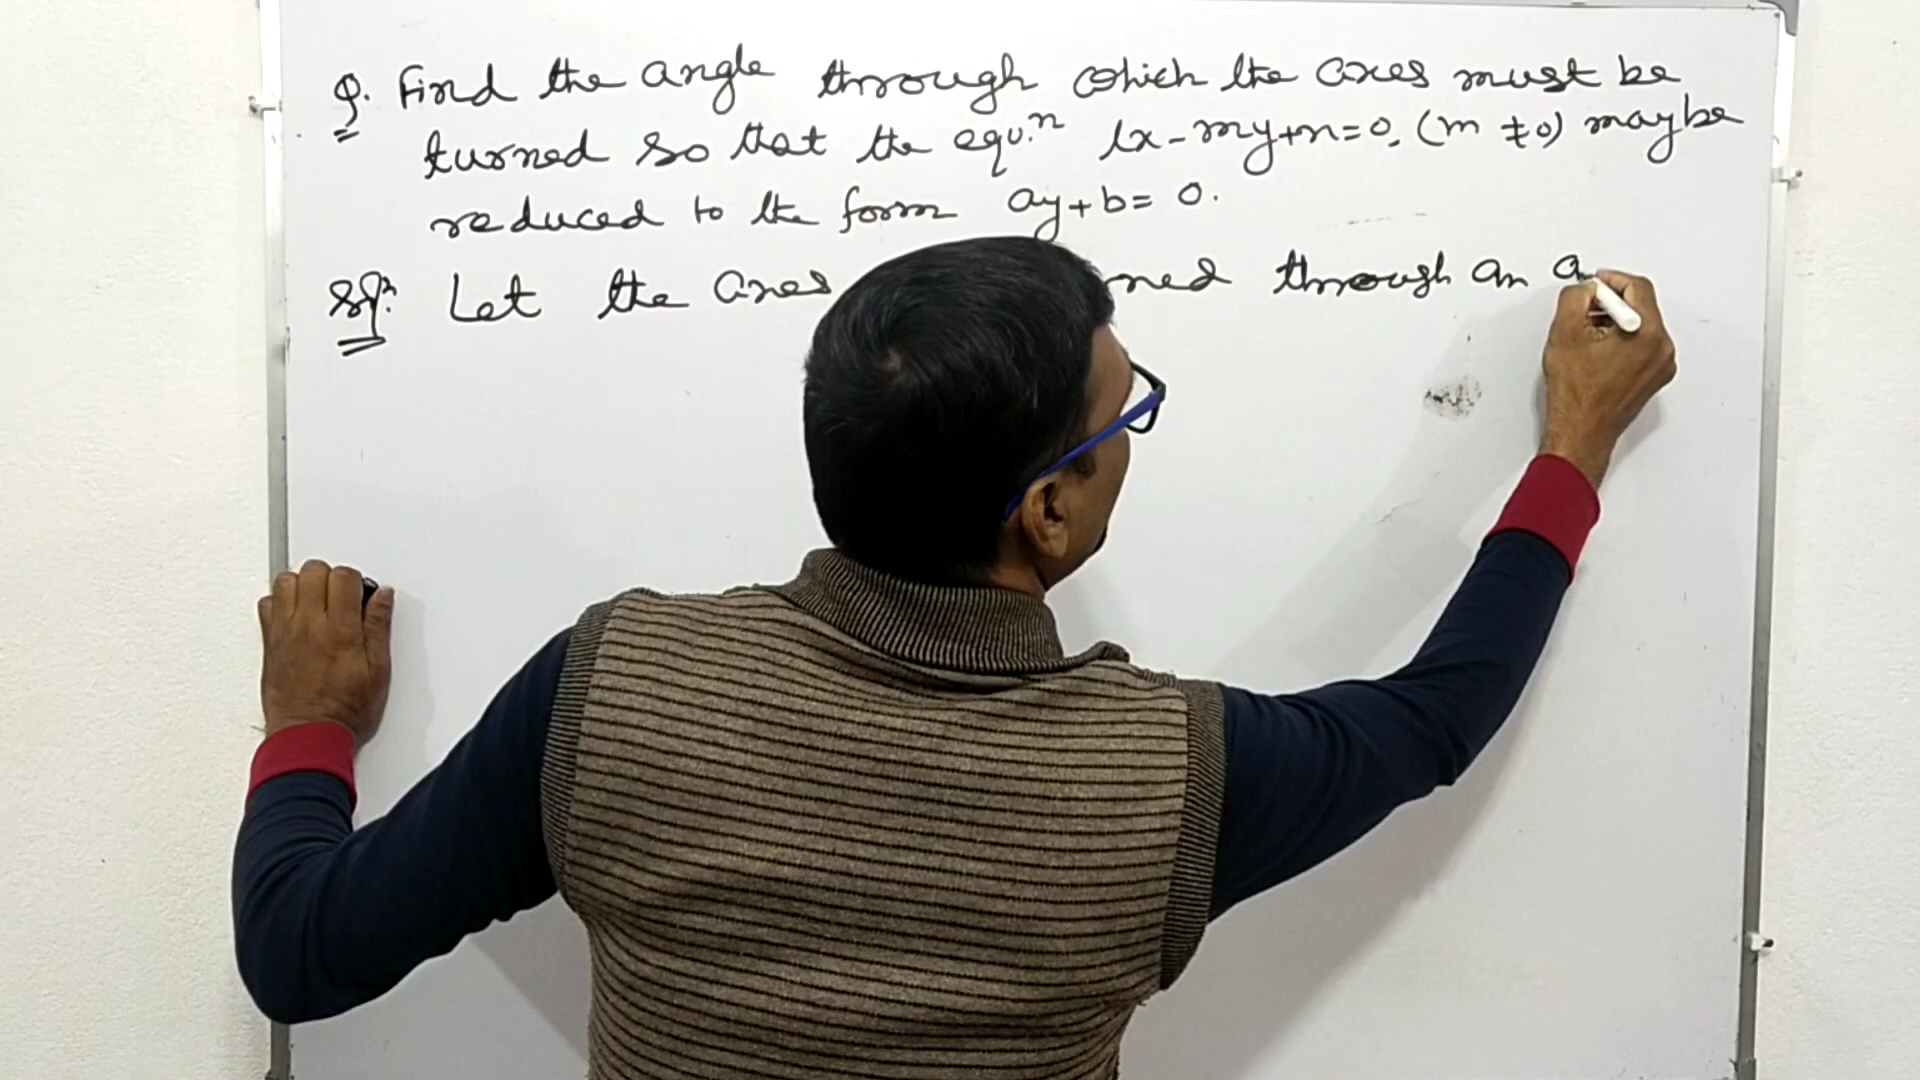 Q. Find the angle through which the axes must be
turned so that the equ.n lx-my+n=0, (m ≠0) may be
reduced to the form ay+b= 0.
Sol.n Let the axes ned through an a